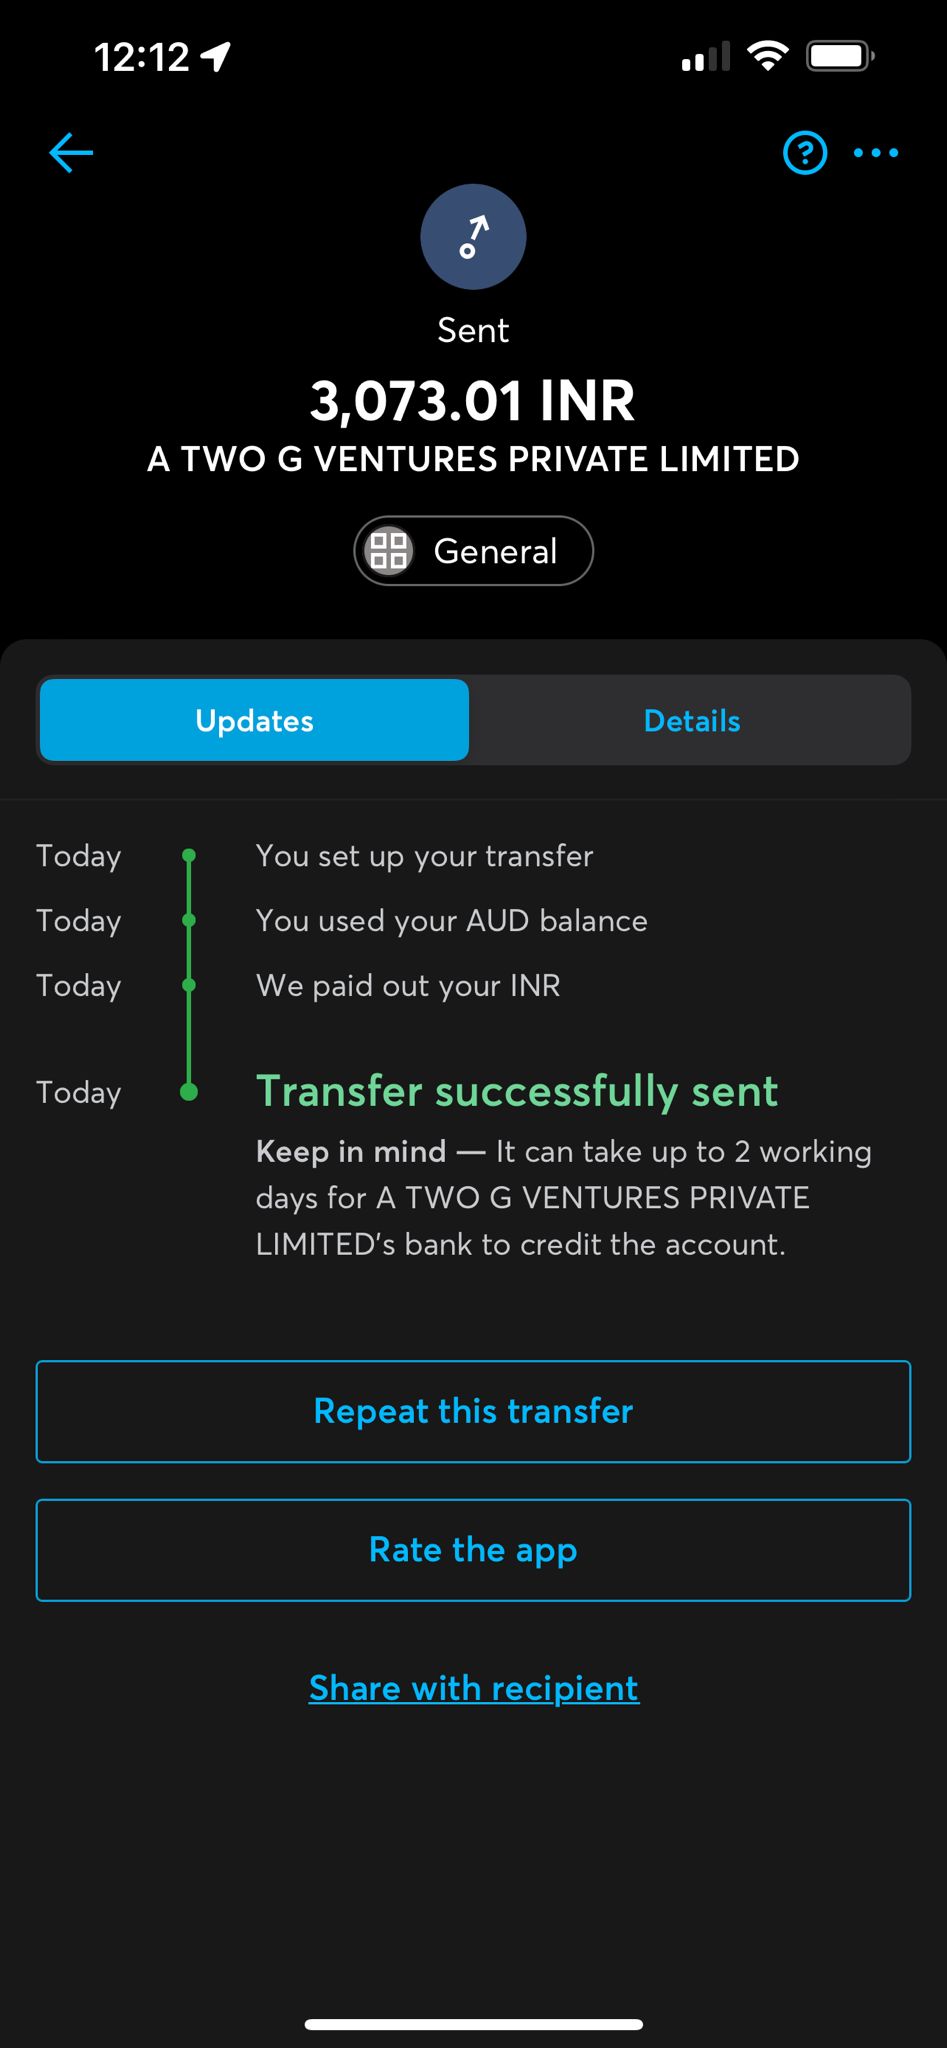 12:12
Sent
3,073.01 INR
A TWO G VENTURES PRIVATE LIMITED
General
Updates
Details
Today
You set up your transfer
Today
You used your AUD balance
Today
We paid out your INR
Today
Transfer successfully sent
Keep in mind — It can take up to 2 working
days for A TWO G VENTURES PRIVATE
LIMITED's bank to credit the account.
Repeat this transfer
Rate the app
Share with recipient